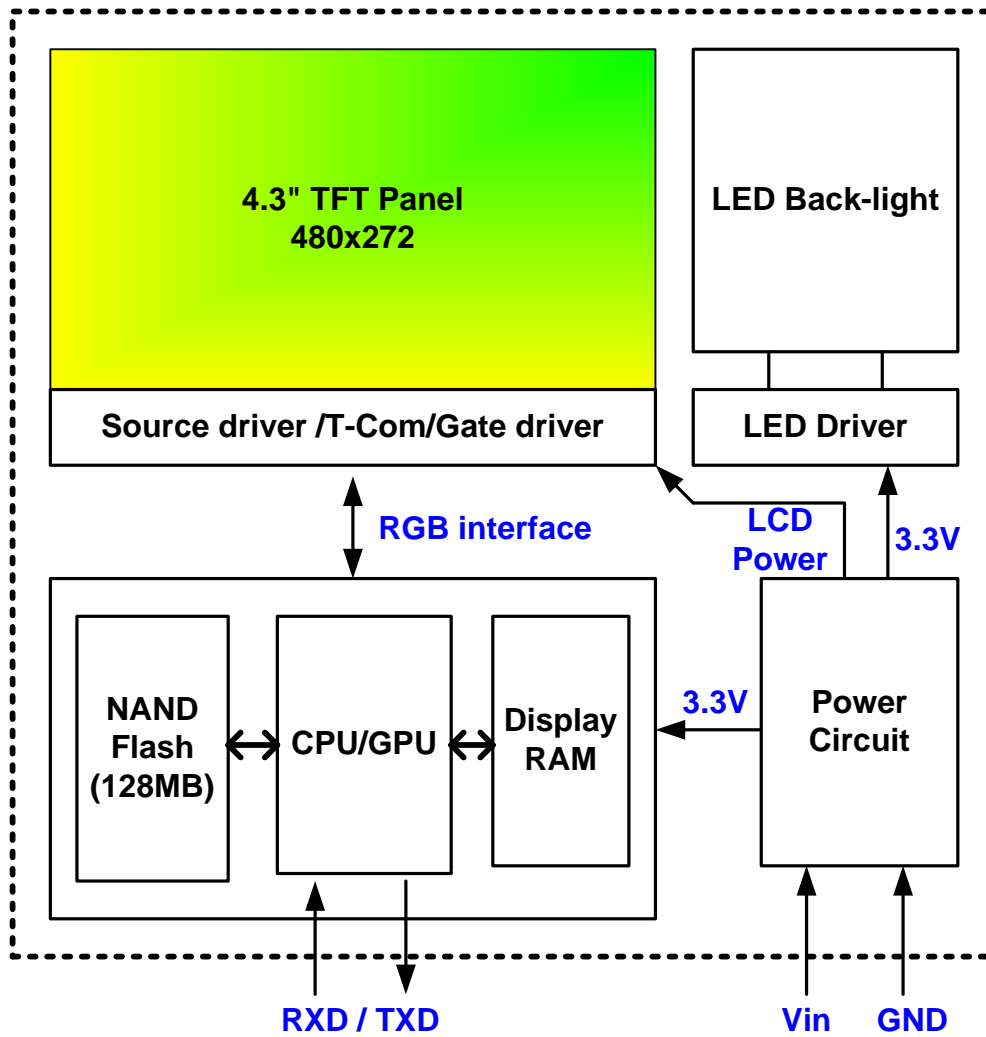 4.3" TFT Panel
480x272
LED Back-light
Source driver /T-Com/Gate driver
LED Driver
RGB interface
LCD
Power
3.3V
NAND
Flash
(128MB)
CPU/GPU
Display
RAM
3.3V
Power
Circuit
RXD / TXD
Vin
GND